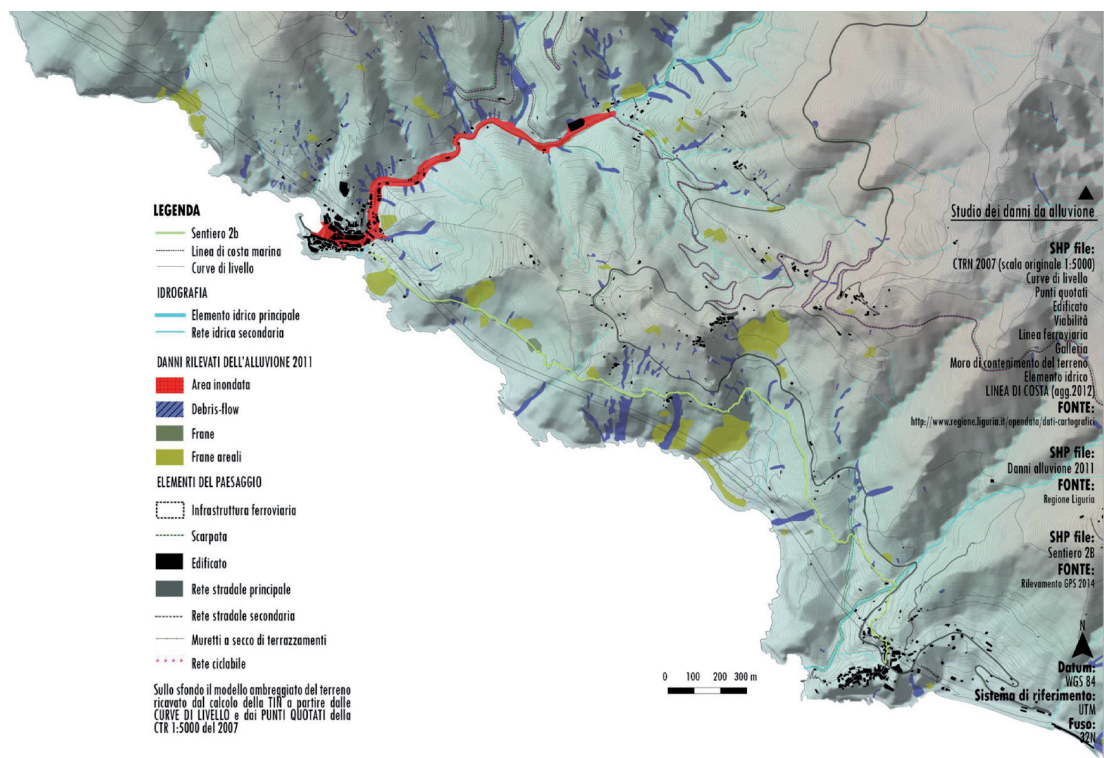 LEGENDA
Sentiero 2b
Linea di costa marina
Curve di livello
IDROGRAFIA
Elemento idrico principale
Rete idrica secondaria
DANNI RILEVATI DELL'ALLUVIONE 2011
Area inondata
Debris-flow
Frane
Frane areali
ELEMENTI DEL PAESAGGIO
Infrastruttura ferroviaria
Scarpata
Edificato
Rete stradale principale
Rete stradale secondaria
Muretti a secco di terrazzamenti
Rete ciclabile
Sullo sfondo il modello ambreggiato del terreno
ricavato dal calcolo della TIN a partire dalle
CURVE DI LIVELLO e dai PUNTI QUOTATI della
CTR 1:5000 del 2007
0 100 200 300 m
Studio dei danni da alluvione
SHP file:
CTRN 2007 (scala originale 1:5000)
Curve di livello
Punti quotati
Edificato
Viabilità
Linea ferroviaria
Galleria
Moro di contenimento del terreno
Elemento idrico
LINEA DI COSTA (agg.2012)
FONTE:
http://www.regione.liguria.it/opendata/dati-cartografici
SHP file:
Danni alluvione 2011
FONTE:
Regione Liguria
SHP file:
Sentiero 2B
FONTE:
Rilevamento GPS 2014
N
Datum:
WGS 84
Sistema di riferimento:
UTM
Fuso:
32N